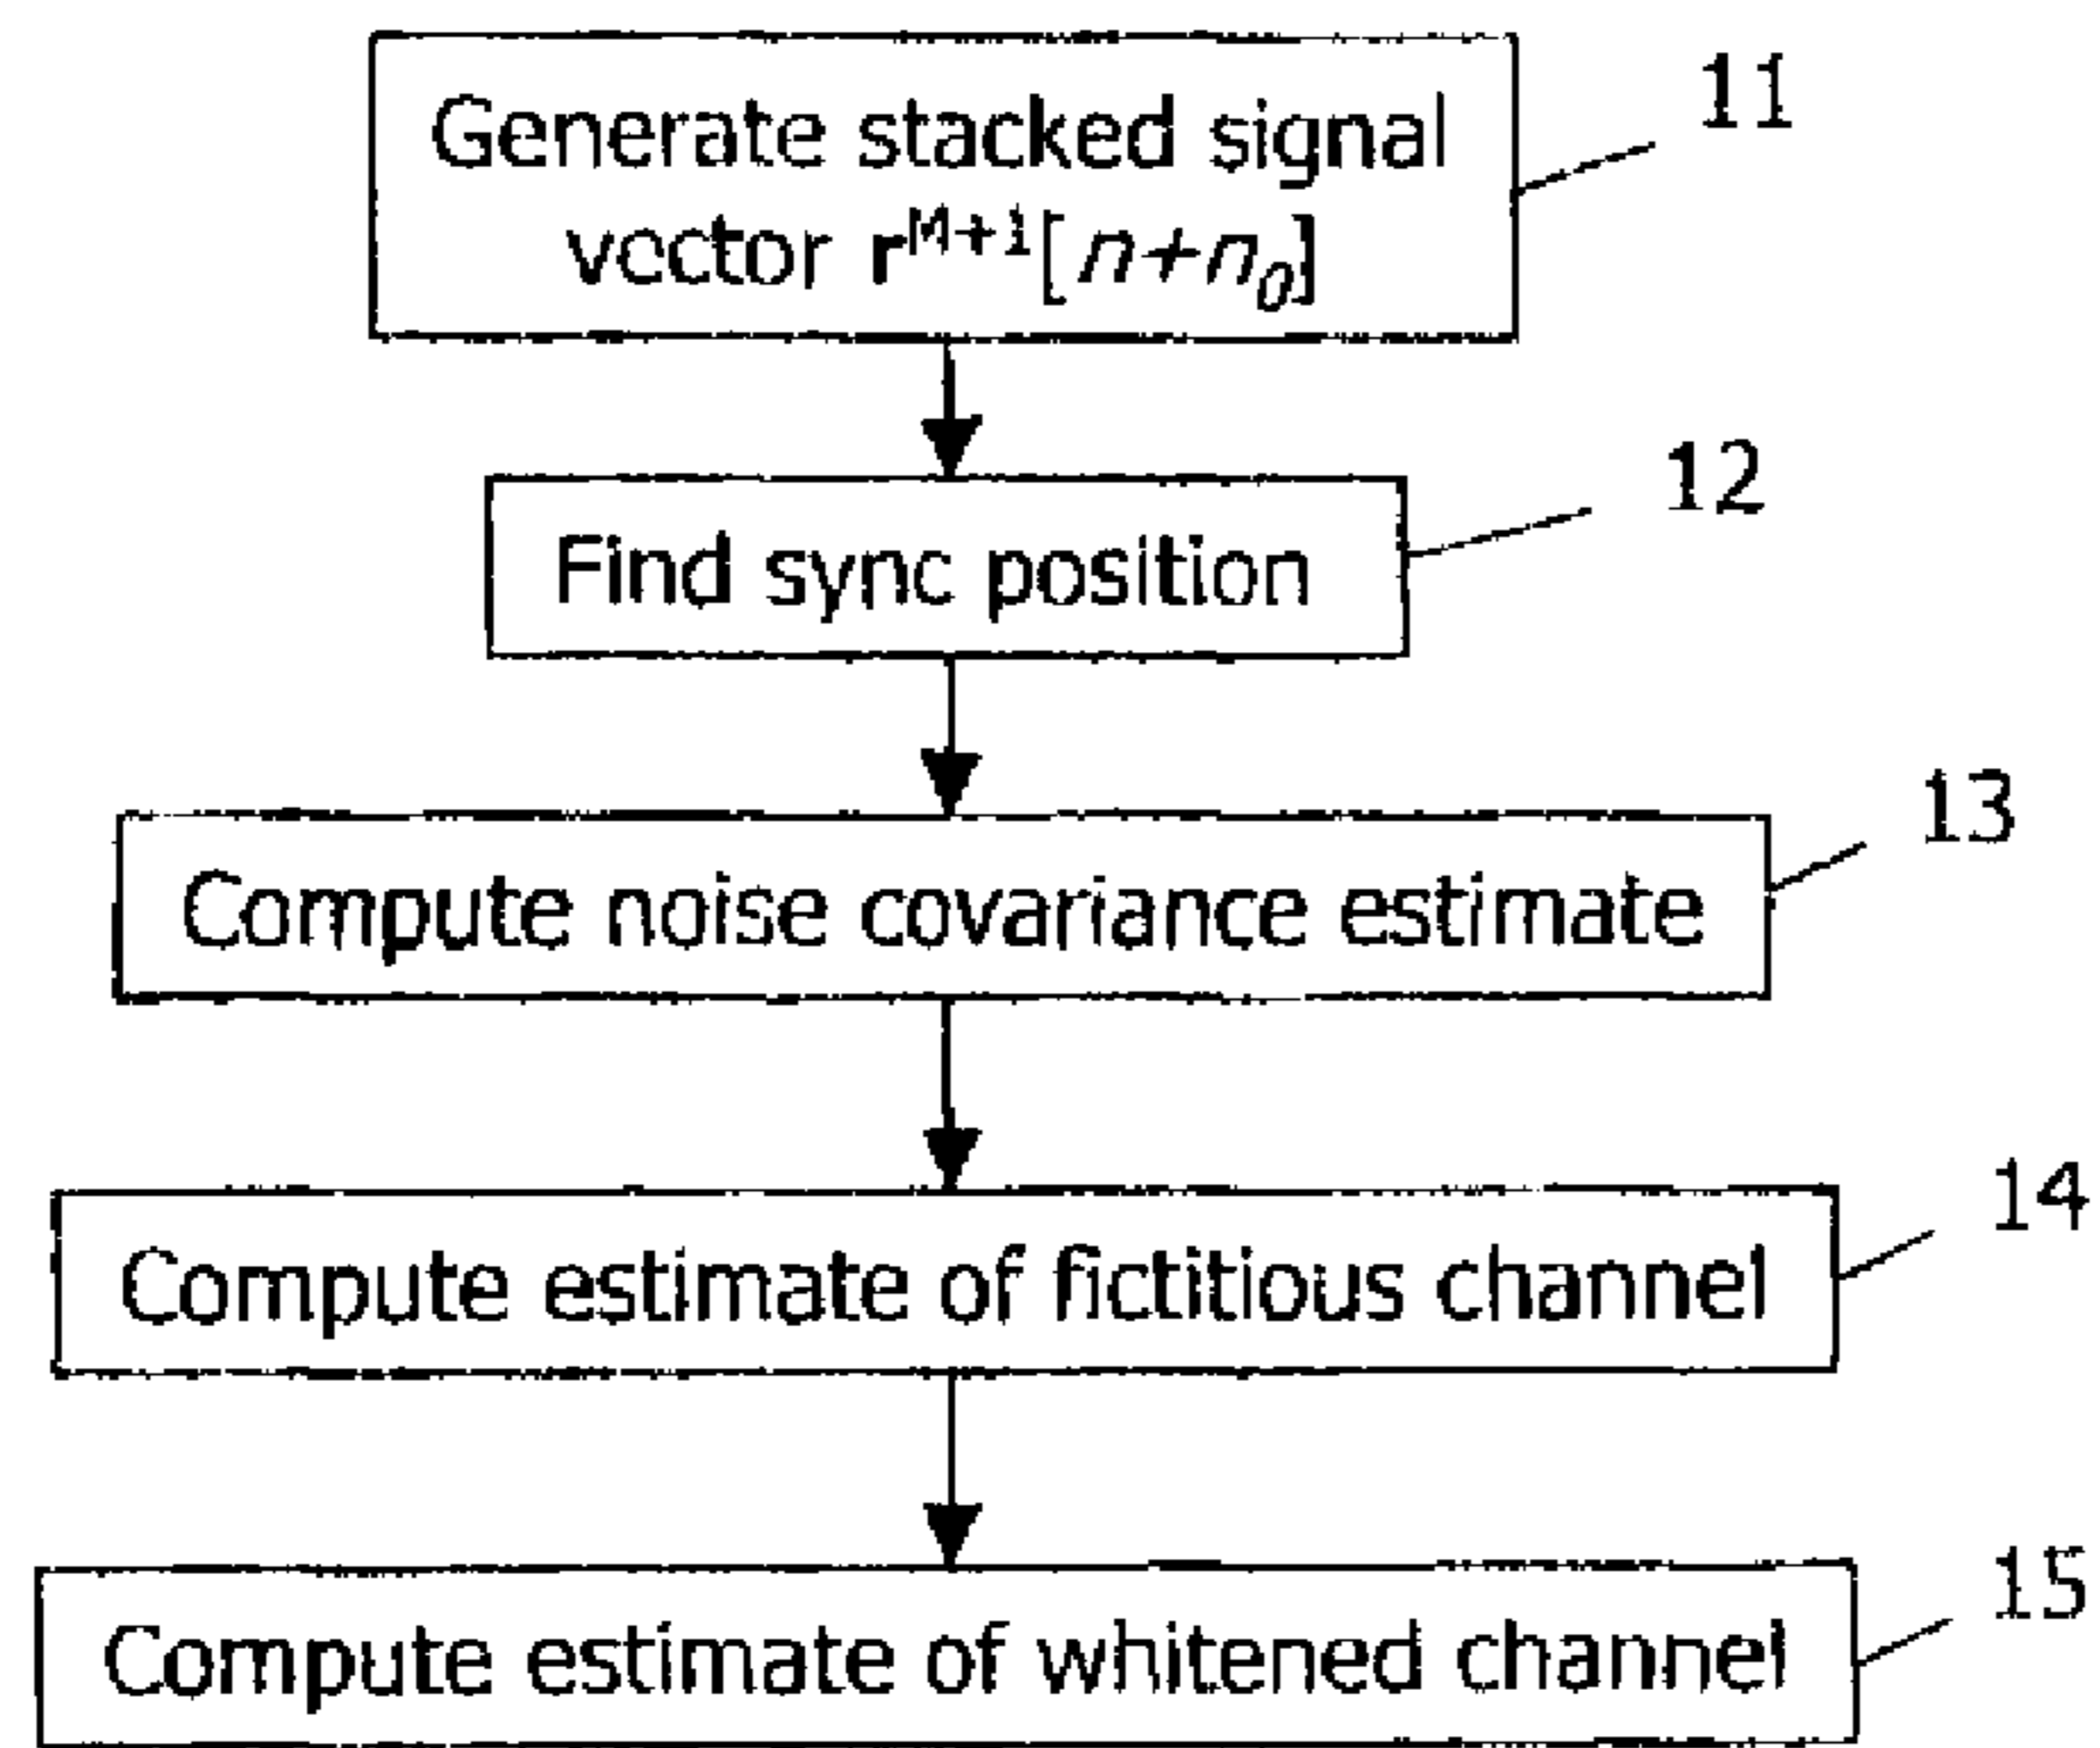 Generate stacked signal
vector r^M+1[n+n₀]
11
Find sync position
12
Compute noise covariance estimate
13
Compute estimate of fictitious channel
14
Compute estimate of whitened channel
15